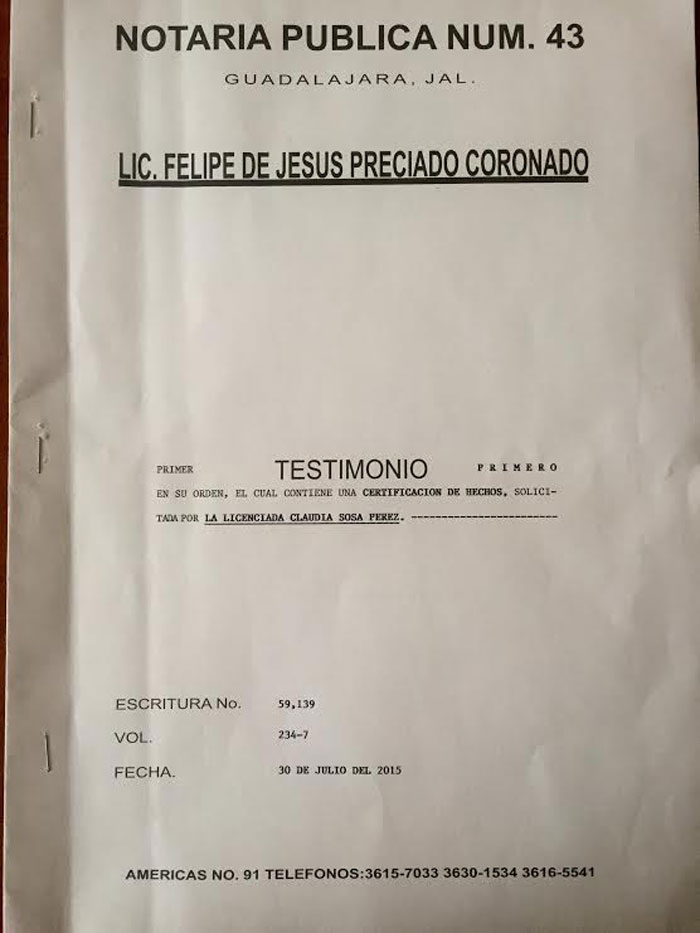 NOTARIA PUBLICA NUM. 43
GUADALAJARA, JAL.
LIC. FELIPE DE JESUS PRECIADO CORONADO
PRIMER TESTIMONIO PRIMERO
EN SU ORDEN, EL CUAL CONTIENE UNA CERTIFICACION DE HECHOS, SOLICI-
TADA POR LA LICENCIADA CLAUDIA SOSA PEREZ. -------------------------
ESCRITURA No. 59,139
VOL. 234-7
FECHA. 30 DE JULIO DEL 2015
AMERICAS NO. 91 TELEFONOS:3615-7033 3630-1534 3616-5541